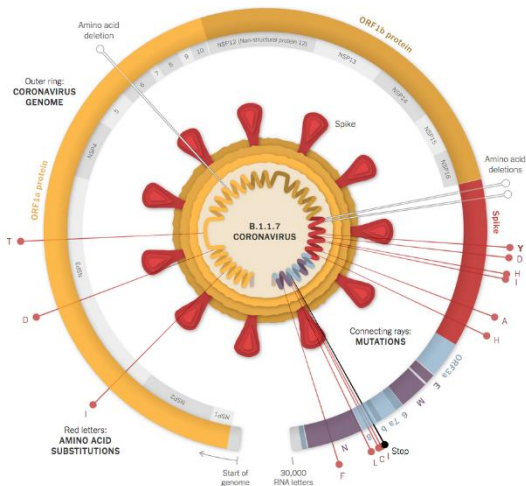 Amino acid
deletion
ORF1b protein
NSP12 (Non-structural protein 12)
NSP13
NSP14
NSP15
NSP16
10
9
8
7
6
5
NSP4
NSP3
NSP2
NSP1
Outer ring:
CORONAVIRUS
GENOME
ORF1a protein
Spike
Amino acid
deletions
B.1.1.7
CORONAVIRUS
Spike
T
D
I
Y
D
H
I
A
H
Connecting rays:
MUTATIONS
ORF3a
E
M
6
7a
b
8
N
Stop
I
C
L
F
Red letters:
AMINO ACID
SUBSTITUTIONS
Start of
genome
30,000
RNA letters